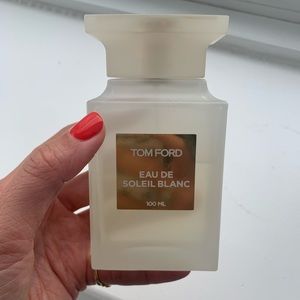 TOM FORD
EAU DE
SOLEIL BLANC
100 ML